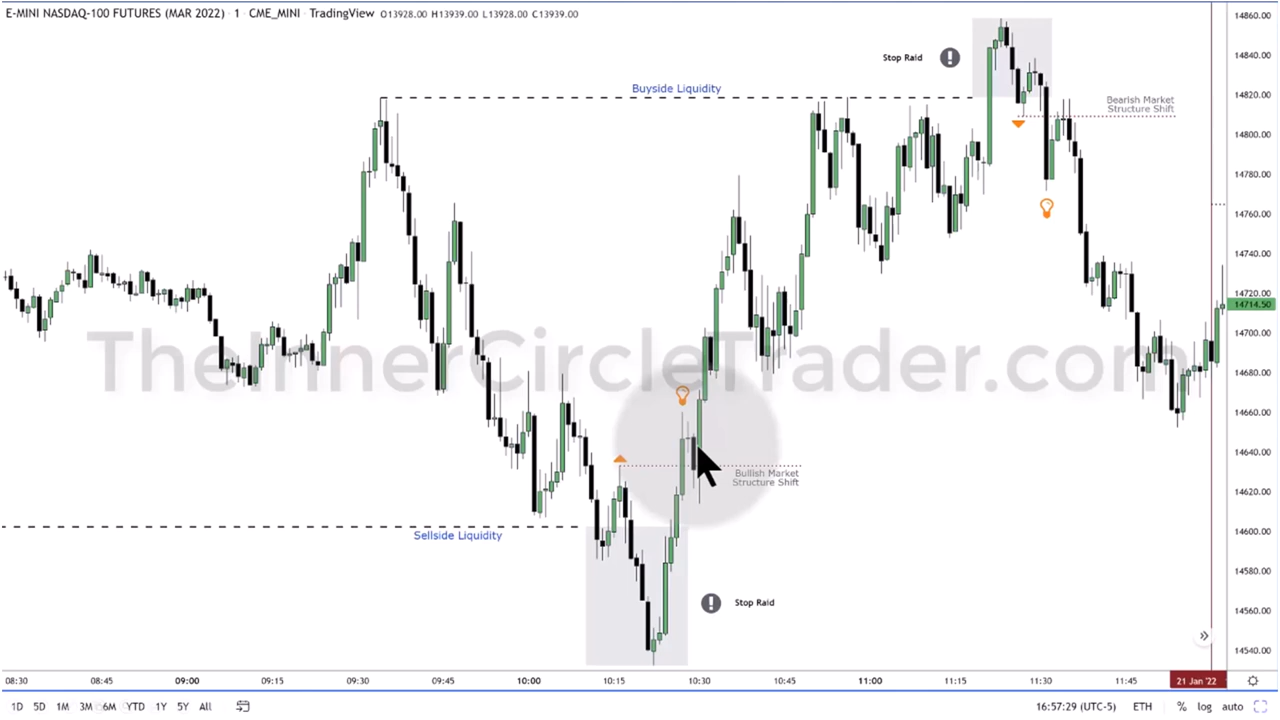 E-MINI NASDAQ-100 FUTURES (MAR 2022) · 1 · CME_MINI · TradingView O13928.00 H13939.00 L13928.00 C13939.00
14860.00
Stop Raid
14840.00
Buyside Liquidity
14820.00
Bearish Market
Structure Shift
14800.00
14780.00
14760.00
14740.00
14720.00
14714.50
14700.00
TheInnerCircleTrader.com
14680.00
14660.00
14640.00
Bullish Market
Structure Shift
14620.00
14600.00
Sellside Liquidity
14580.00
Stop Raid
14560.00
14540.00
08:30 08:45 09:00 09:15 09:30 09:45 10:00 10:15 10:30 10:45 11:00 11:15 11:30 11:45 21 Jan '22
1D 5D 1M 3M 6M YTD 1Y 5Y All 16:57:29 (UTC-5) ETH % log auto